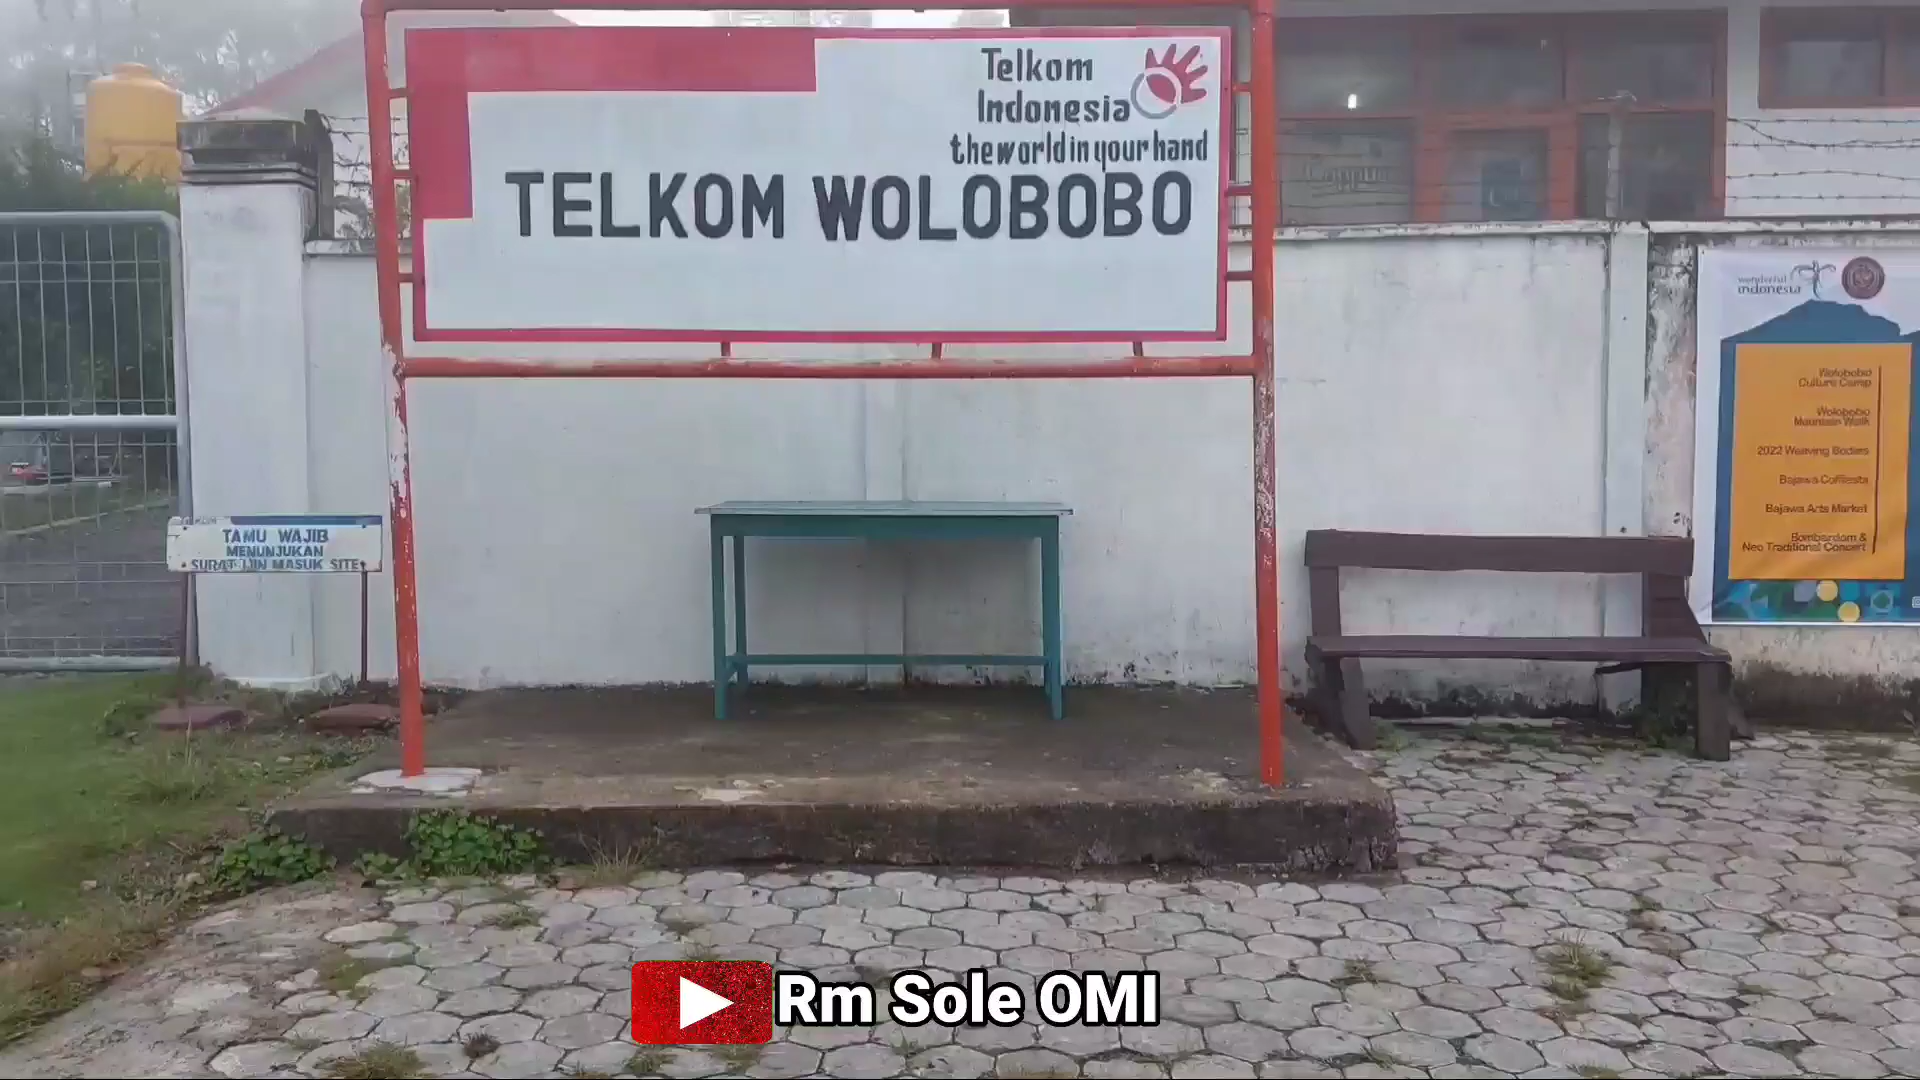 Telkom
Indonesia
the world in your hand
TELKOM WOLOBOBO
TAMU WAJIB
MENUNJUKAN
SURAT IJIN MASUK SITE
wonderful
indonesia
Wolobobo
Culture Camp
Wolobobo
Mountain Walk
2022 Weaving Bodies
Bajawa Coffiesta
Bajawa Arts Market
Bombardom &
Neo Traditional Concert
Rm Sole OMI